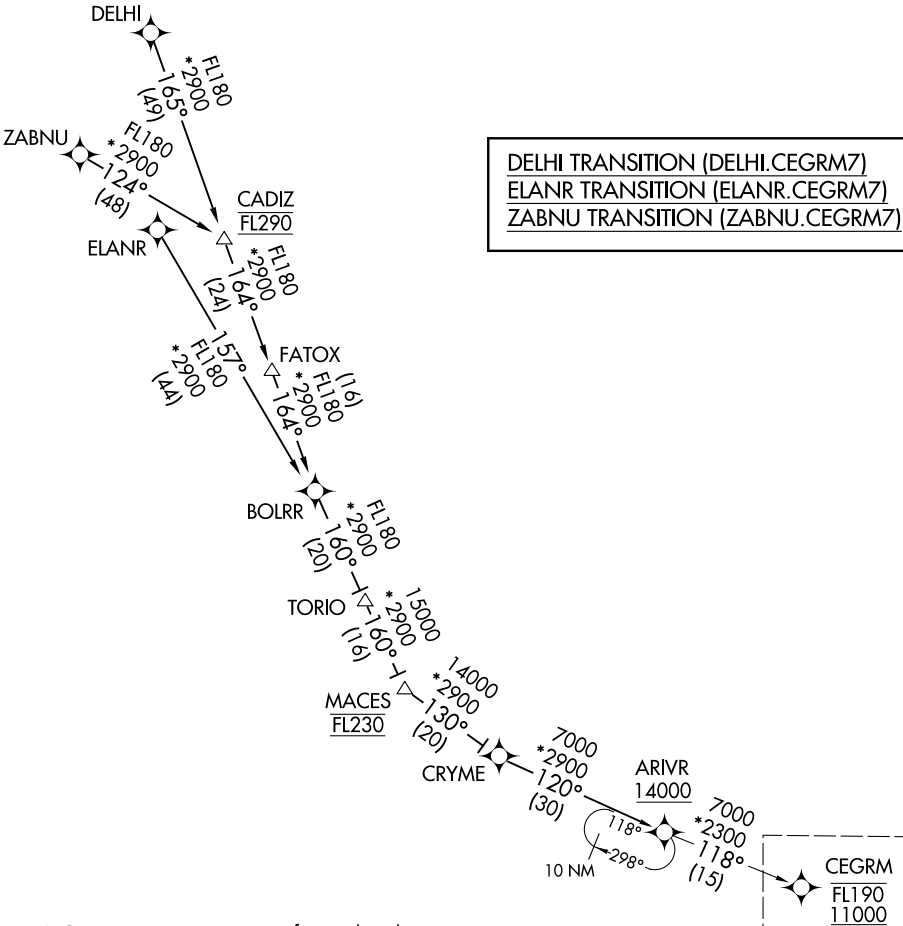 DELHI
FL180
*2900
165°
(49)
ZABNU
FL180
*2900
124°
(48)
DELHI TRANSITION (DELHI.CEGRM7)
ELANR TRANSITION (ELANR.CEGRM7)
ZABNU TRANSITION (ZABNU.CEGRM7)
CADIZ
FL290
ELANR
FL180
*2900
164°
(24)
157°
FL180
*2900
(44)
FATOX
(16)
FL180
*2900
164°
BOLRR
FL180
*2900
160°
(20)
TORIO
15000
*2900
160°
(16)
MACES
FL230
14000
*2900
130°
(20)
CRYME
7000
*2900
120°
(30)
ARIVR
14000
118°
298°
10 NM
7000
*2300
118°
(15)
CEGRM
FL190
11000